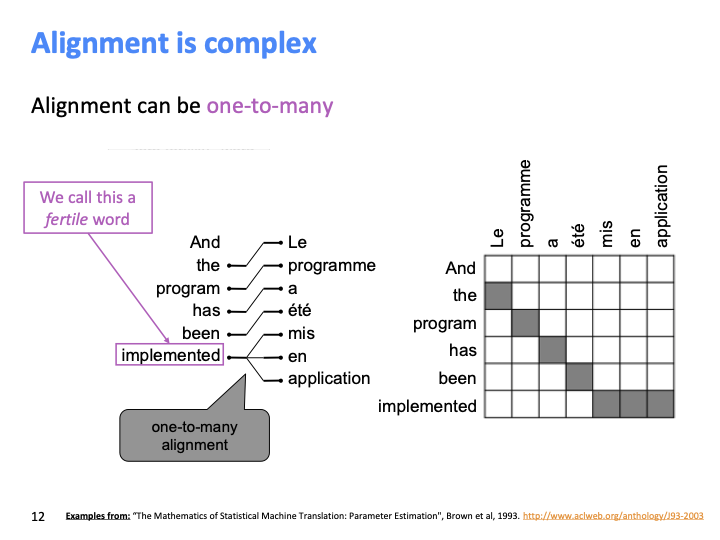 Alignment is complex
Alignment can be one-to-many
We call this a
fertile word
And
the
program
has
been
implemented
Le
programme
a
été
mis
en
application
one-to-many
alignment
Le
programme
a
été
mis
en
application
And
the
program
has
been
implemented
12
Examples from: "The Mathematics of Statistical Machine Translation: Parameter Estimation", Brown et al, 1993. http://www.aclweb.org/anthology/J93-2003